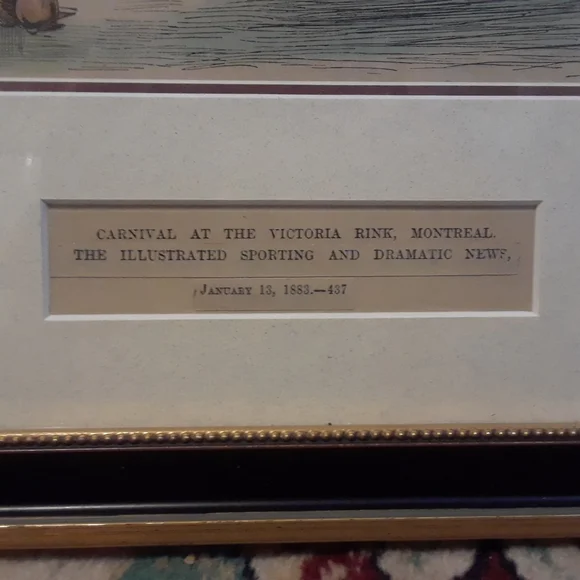 CARNIVAL AT THE VICTORIA RINK, MONTREAL.
THE ILLUSTRATED SPORTING AND DRAMATIC NEWS,
JANUARY 13, 1883.—437